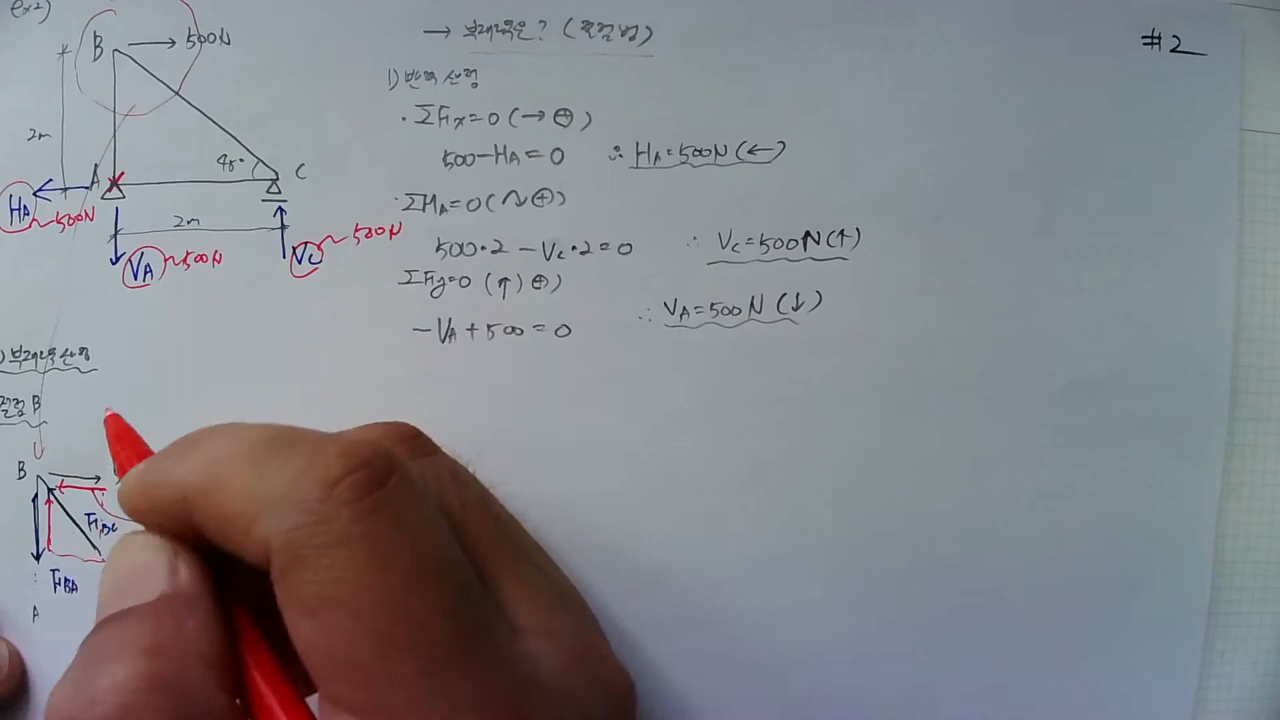 ex2)
B → 500N
2m
45°
A
C
HA ~500N
2m
VA ~500N
VC ~500N
→ 부재력은? (절점법)
1) 반력 산정
· ΣFx=0 (→ ⊕)
500-HA=0 ∴ HA=500N(←)
· ΣMA=0 (↷ ⊕)
500·2 - Vc·2=0 ∴ Vc=500N(↑)
ΣFy=0 (↑) ⊕)
-VA+500=0 ∴ VA=500N(↓)
#2
) 부재력 산정
절점 B
B
FBC
FBA
A